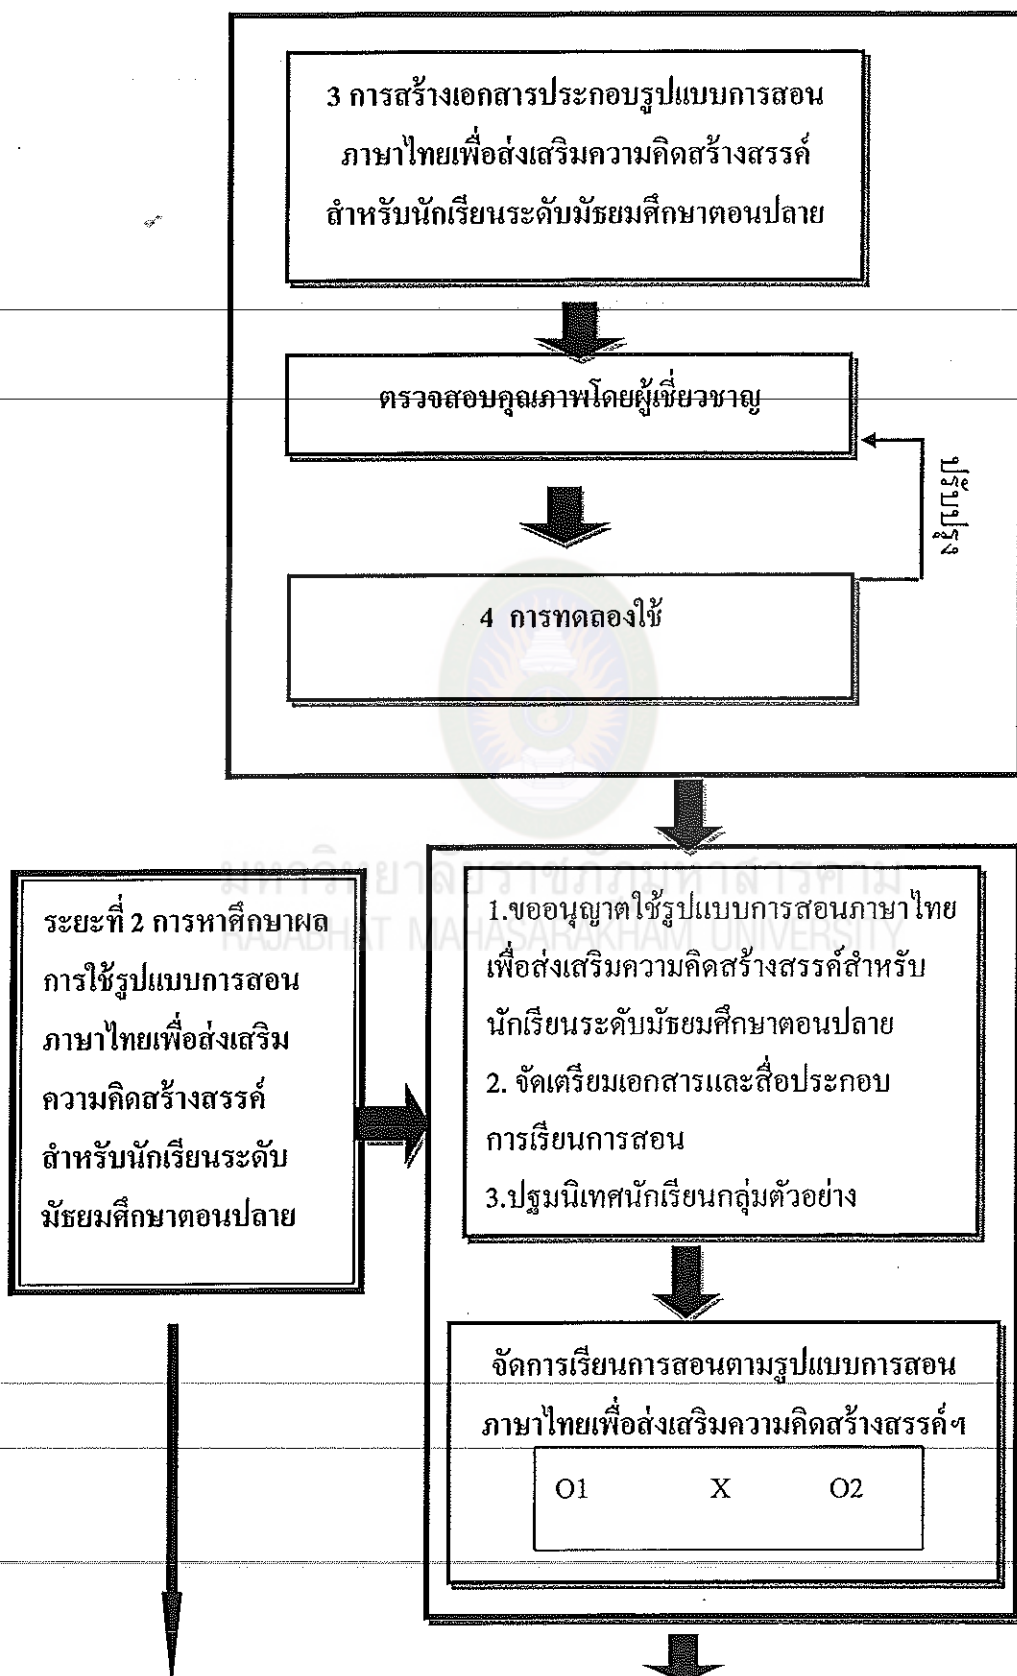 3 การสร้างเอกสารประกอบรูปแบบการสอน
ภาษาไทยเพื่อส่งเสริมความคิดสร้างสรรค์
สำหรับนักเรียนระดับมัธยมศึกษาตอนปลาย
ตรวจสอบคุณภาพโดยผู้เชี่ยวชาญ
ปรับปรุง
4 การทดลองใช้
มหาวิทยาลัยราชภัฏมหาสารคาม
RAJABHAT MAHASARAKHAM UNIVERSITY
ระยะที่ 2 การหาศึกษาผล
การใช้รูปแบบการสอน
ภาษาไทยเพื่อส่งเสริม
ความคิดสร้างสรรค์
สำหรับนักเรียนระดับ
มัธยมศึกษาตอนปลาย
1.ขออนุญาตใช้รูปแบบการสอนภาษาไทย
เพื่อส่งเสริมความคิดสร้างสรรค์สำหรับ
นักเรียนระดับมัธยมศึกษาตอนปลาย
2. จัดเตรียมเอกสารและสื่อประกอบ
การเรียนการสอน
3.ปฐมนิเทศนักเรียนกลุ่มตัวอย่าง
จัดการเรียนการสอนตามรูปแบบการสอน
ภาษาไทยเพื่อส่งเสริมความคิดสร้างสรรค์ฯ
O1 X O2